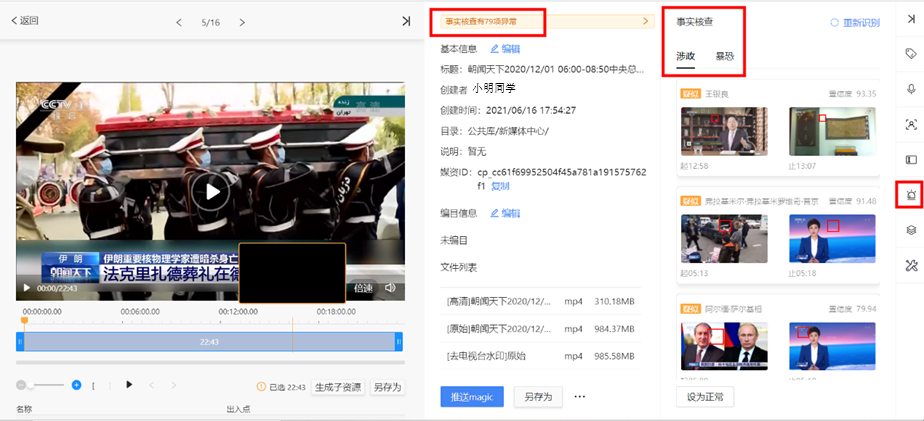 返回
5/16
CCTV
高清
زنده
تهران
伊 朗
朝闻天下
伊朗重要核物理学家遭暗杀身亡
法克里扎德葬礼在德
00:00/22:43
倍速
00:00:00.00
00:06:00.00
00:12:00.00
00:18:00.00
22:43
已选 22:43
生成子资源
另存为
名称
出入点
事实核查有79项异常
基本信息
编辑
标题：朝闻天下2020/12/01 06:00-08:50中央总...
创建者 小明同学
创建时间：2021/06/16 17:54:27
目录：公共库/新媒体中心/
说明：暂无
媒资ID：cp_cc61f69952504f45a781a191575762
f1 复制
编目信息
编辑
未编目
文件列表
[高清]朝闻天下2020/12/... mp4 310.18MB
[原始]朝闻天下2020/12/... mp4 984.37MB
[去电视台水印]原始 mp4 985.58MB
推送magic
另存为
事实核查
重新识别
涉政 暴恐
疑似 王银良 置信度 93.35
起12:58 止13:07
疑似 弗拉基米尔·弗拉基米罗维奇·普京 置信度 91.48
起05:13 止05:18
疑似 阿尔缅·萨尔基相 置信度 79.94
设为正常